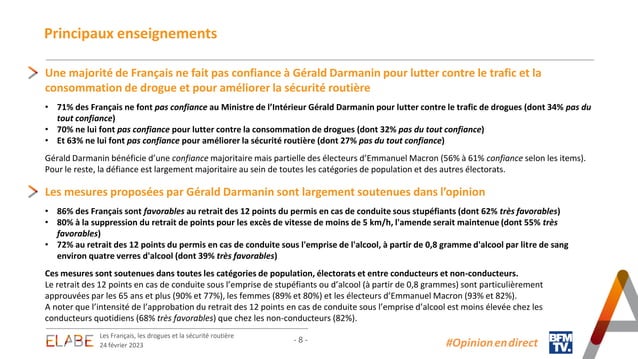 Principaux enseignements
Une majorité de Français ne fait pas confiance à Gérald Darmanin pour lutter contre le trafic et la
consommation de drogue et pour améliorer la sécurité routière
• 71% des Français ne font pas confiance au Ministre de l'Intérieur Gérald Darmanin pour lutter contre le trafic de drogues (dont 34% pas du
tout confiance)
• 70% ne lui font pas confiance pour lutter contre la consommation de drogues (dont 32% pas du tout confiance)
• Et 63% ne lui font pas confiance pour améliorer la sécurité routière (dont 27% pas du tout confiance)
Gérald Darmanin bénéficie d'une confiance majoritaire mais partielle des électeurs d'Emmanuel Macron (56% à 61% confiance selon les items).
Pour le reste, la défiance est largement majoritaire au sein de toutes les catégories de population et des autres électorats.
Les mesures proposées par Gérald Darmanin sont largement soutenues dans l'opinion
• 86% des Français sont favorables au retrait des 12 points du permis en cas de conduite sous stupéfiants (dont 62% très favorables)
• 80% à la suppression du retrait de points pour les excès de vitesse de moins de 5 km/h, l'amende serait maintenue (dont 55% très
favorables)
• 72% au retrait des 12 points du permis en cas de conduite sous l'emprise de l'alcool, à partir de 0,8 gramme d'alcool par litre de sang
environ quatre verres d'alcool (dont 39% très favorables)
Ces mesures sont soutenues dans toutes les catégories de population, électorats et entre conducteurs et non-conducteurs.
Le retrait des 12 points en cas de conduite sous l'emprise de stupéfiants ou d'alcool (à partir de 0,8 grammes) sont particulièrement
approuvées par les 65 ans et plus (90% et 77%), les femmes (89% et 80%) et les électeurs d'Emmanuel Macron (93% et 82%).
A noter que l'intensité de l'approbation du retrait des 12 points en cas de conduite sous l'emprise d'alcool est moins élevée chez les
conducteurs quotidiens (68% très favorables) que chez les non-conducteurs (82%).
ELABE
Les Français, les drogues et la sécurité routière
24 février 2023
- 8 -
#Opinion en direct
BFM
TV.